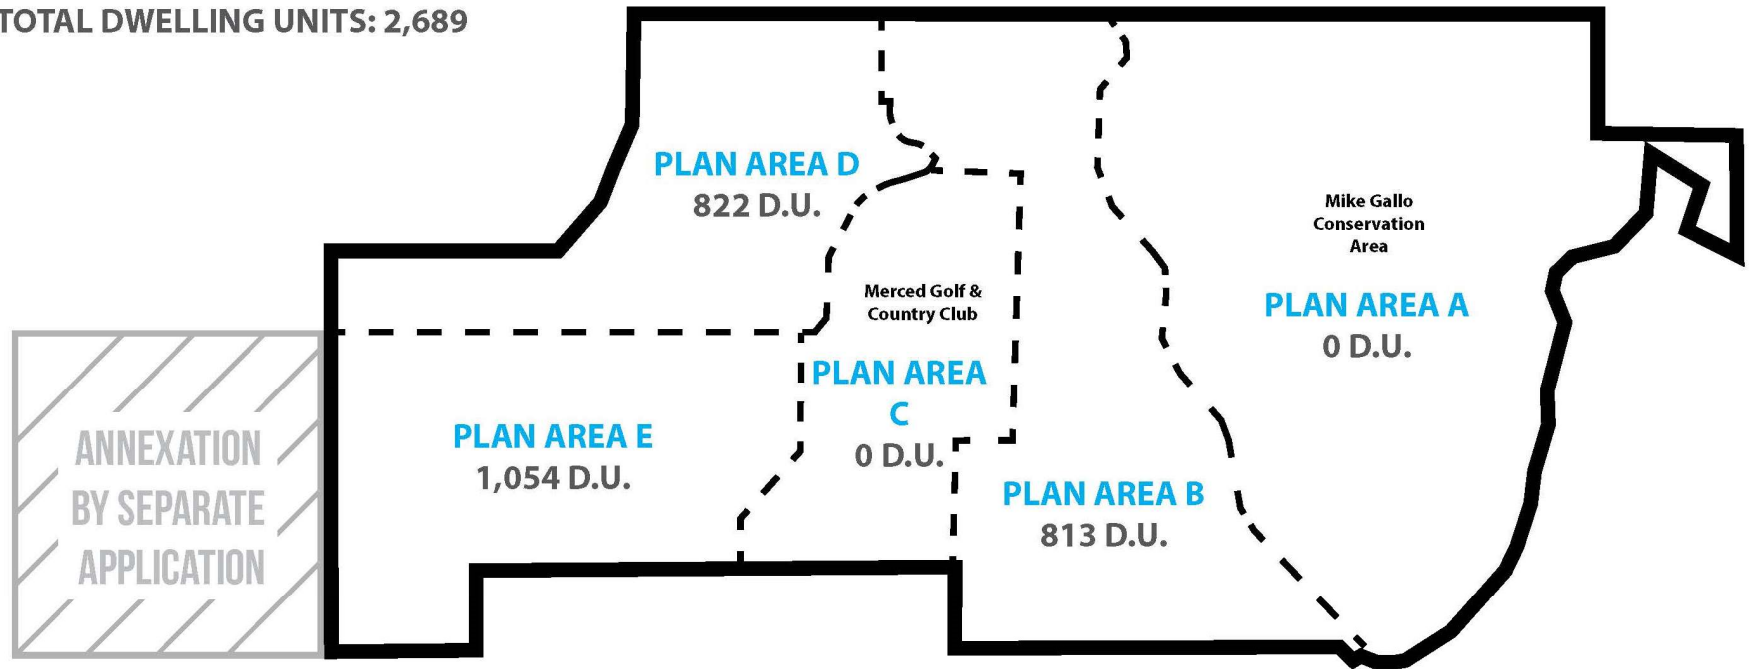 TOTAL DWELLING UNITS: 2,689
PLAN AREA D
822 D.U.
Mike Gallo
Conservation
Area
PLAN AREA A
0 D.U.
Merced Golf &
Country Club
PLAN AREA
C
0 D.U.
PLAN AREA E
1,054 D.U.
PLAN AREA B
813 D.U.
ANNEXATION
BY SEPARATE
APPLICATION